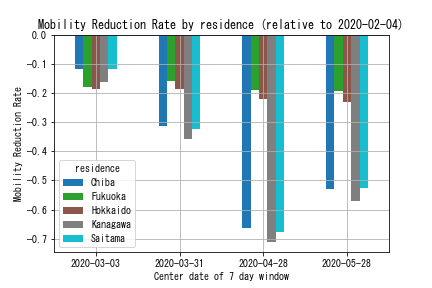 Mobility Reduction Rate by residence (relative to 2020-02-04)
0.0
-0.1
-0.2
-0.3
-0.4
-0.5
-0.6
-0.7
Mobility Reduction Rate
residence
Chiba
Fukuoka
Hokkaido
Kanagawa
Saitama
2020-03-03 2020-03-31 2020-04-28 2020-05-28
Center date of 7 day window